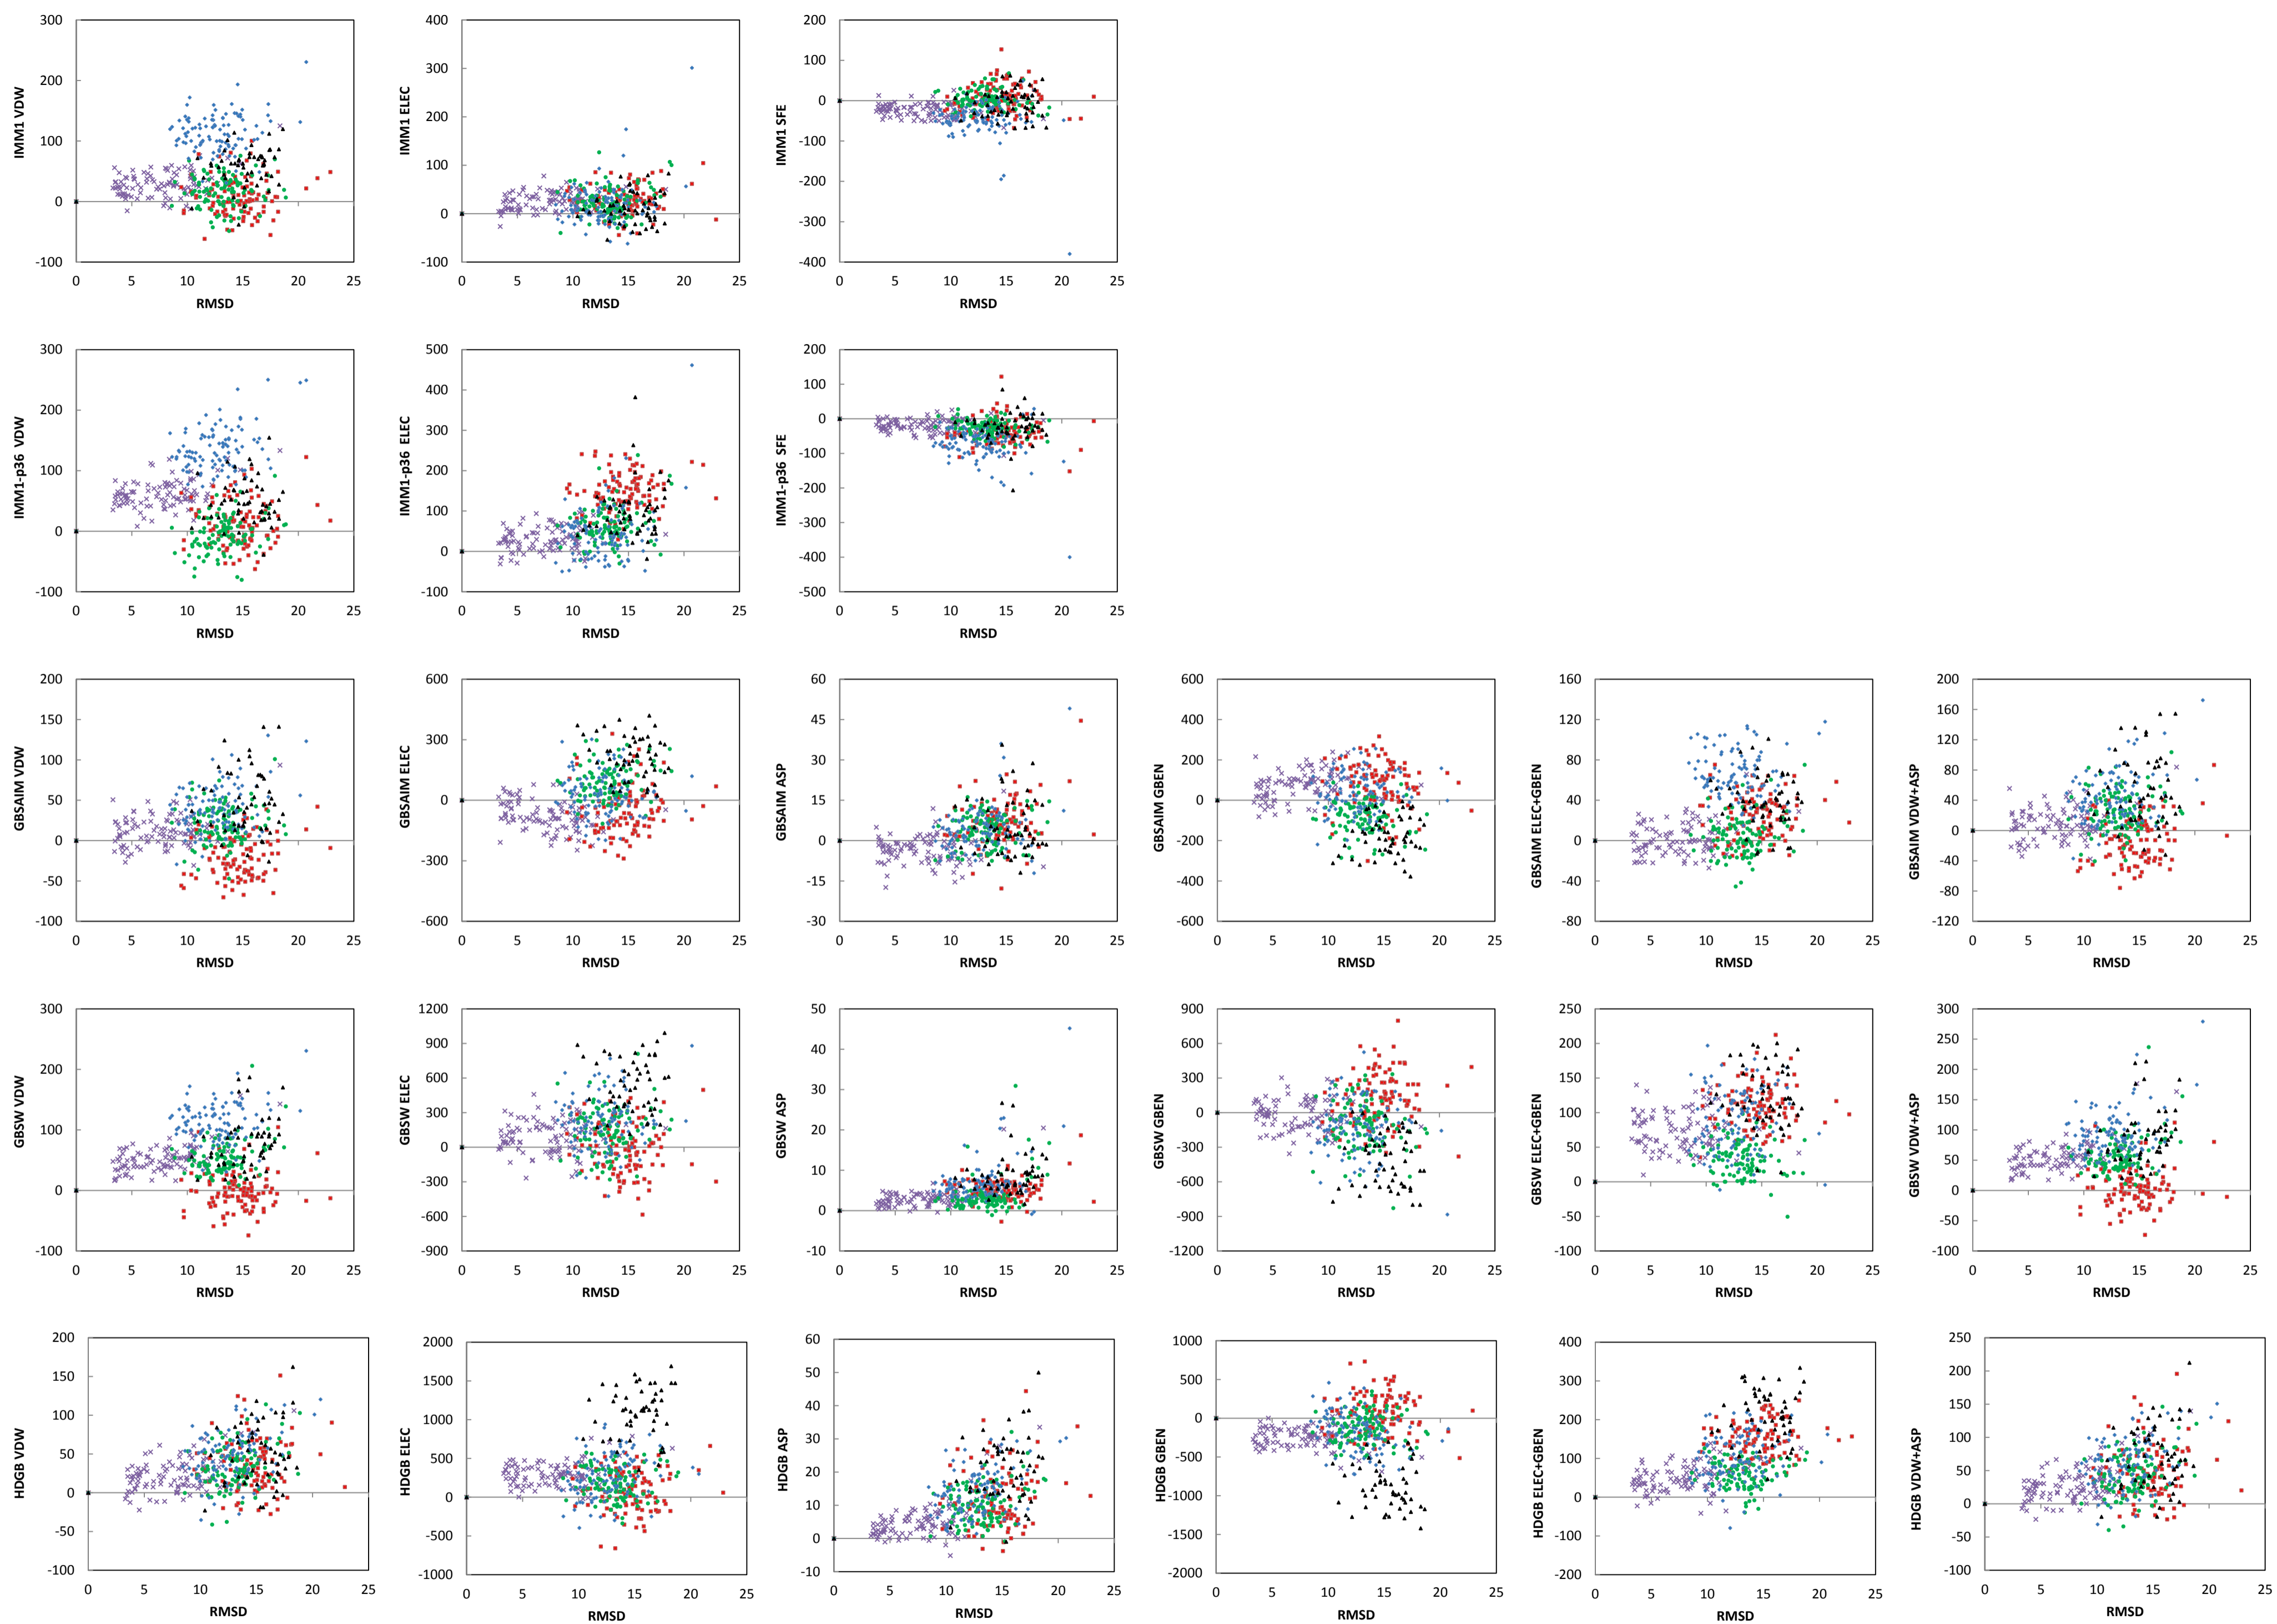 IMM1 VDW
300
200
100
0
-100
0 5 10 15 20 25
RMSD
IMM1 ELEC
400
300
200
100
0
-100
0 5 10 15 20 25
RMSD
IMM1 SFE
200
100
0
-100
-200
-300
-400
0 5 10 15 20 25
RMSD
IMM1-p36 VDW
300
200
100
0
-100
0 5 10 15 20 25
RMSD
IMM1-p36 ELEC
500
400
300
200
100
0
-100
0 5 10 15 20 25
RMSD
IMM1-p36 SFE
200
100
0
-100
-200
-300
-400
-500
0 5 10 15 20 25
RMSD
GBSAIM VDW
200
150
100
50
0
-50
-100
0 5 10 15 20 25
RMSD
GBSAIM ELEC
600
300
0
-300
-600
0 5 10 15 20 25
RMSD
GBSAIM ASP
60
45
30
15
0
-15
-30
0 5 10 15 20 25
RMSD
GBSAIM GBEN
600
400
200
0
-200
-400
-600
0 5 10 15 20 25
RMSD
GBSAIM ELEC+GBEN
160
120
80
40
0
-40
-80
0 5 10 15 20 25
RMSD
GBSAIM VDW+ASP
200
160
120
80
40
0
-40
-80
-120
0 5 10 15 20 25
RMSD
GBSW VDW
300
200
100
0
-100
0 5 10 15 20 25
RMSD
GBSW ELEC
1200
900
600
300
0
-300
-600
-900
0 5 10 15 20 25
RMSD
GBSW ASP
50
40
30
20
10
0
-10
0 5 10 15 20 25
RMSD
GBSW GBEN
900
600
300
0
-300
-600
-900
-1200
0 5 10 15 20 25
RMSD
GBSW ELEC+GBEN
250
200
150
100
50
0
-50
-100
0 5 10 15 20 25
RMSD
GBSW VDW+ASP
300
250
200
150
100
50
0
-50
-100
0 5 10 15 20 25
RMSD
HDGB VDW
200
150
100
50
0
-50
-100
0 5 10 15 20 25
RMSD
HDGB ELEC
2000
1500
1000
500
0
-500
-1000
0 5 10 15 20 25
RMSD
HDGB ASP
60
50
40
30
20
10
0
-10
0 5 10 15 20 25
RMSD
HDGB GBEN
1000
500
0
-500
-1000
-1500
-2000
0 5 10 15 20 25
RMSD
HDGB ELEC+GBEN
400
300
200
100
0
-100
-200
0 5 10 15 20 25
RMSD
HDGB VDW+ASP
250
200
150
100
50
0
-50
-100
0 5 10 15 20 25
RMSD